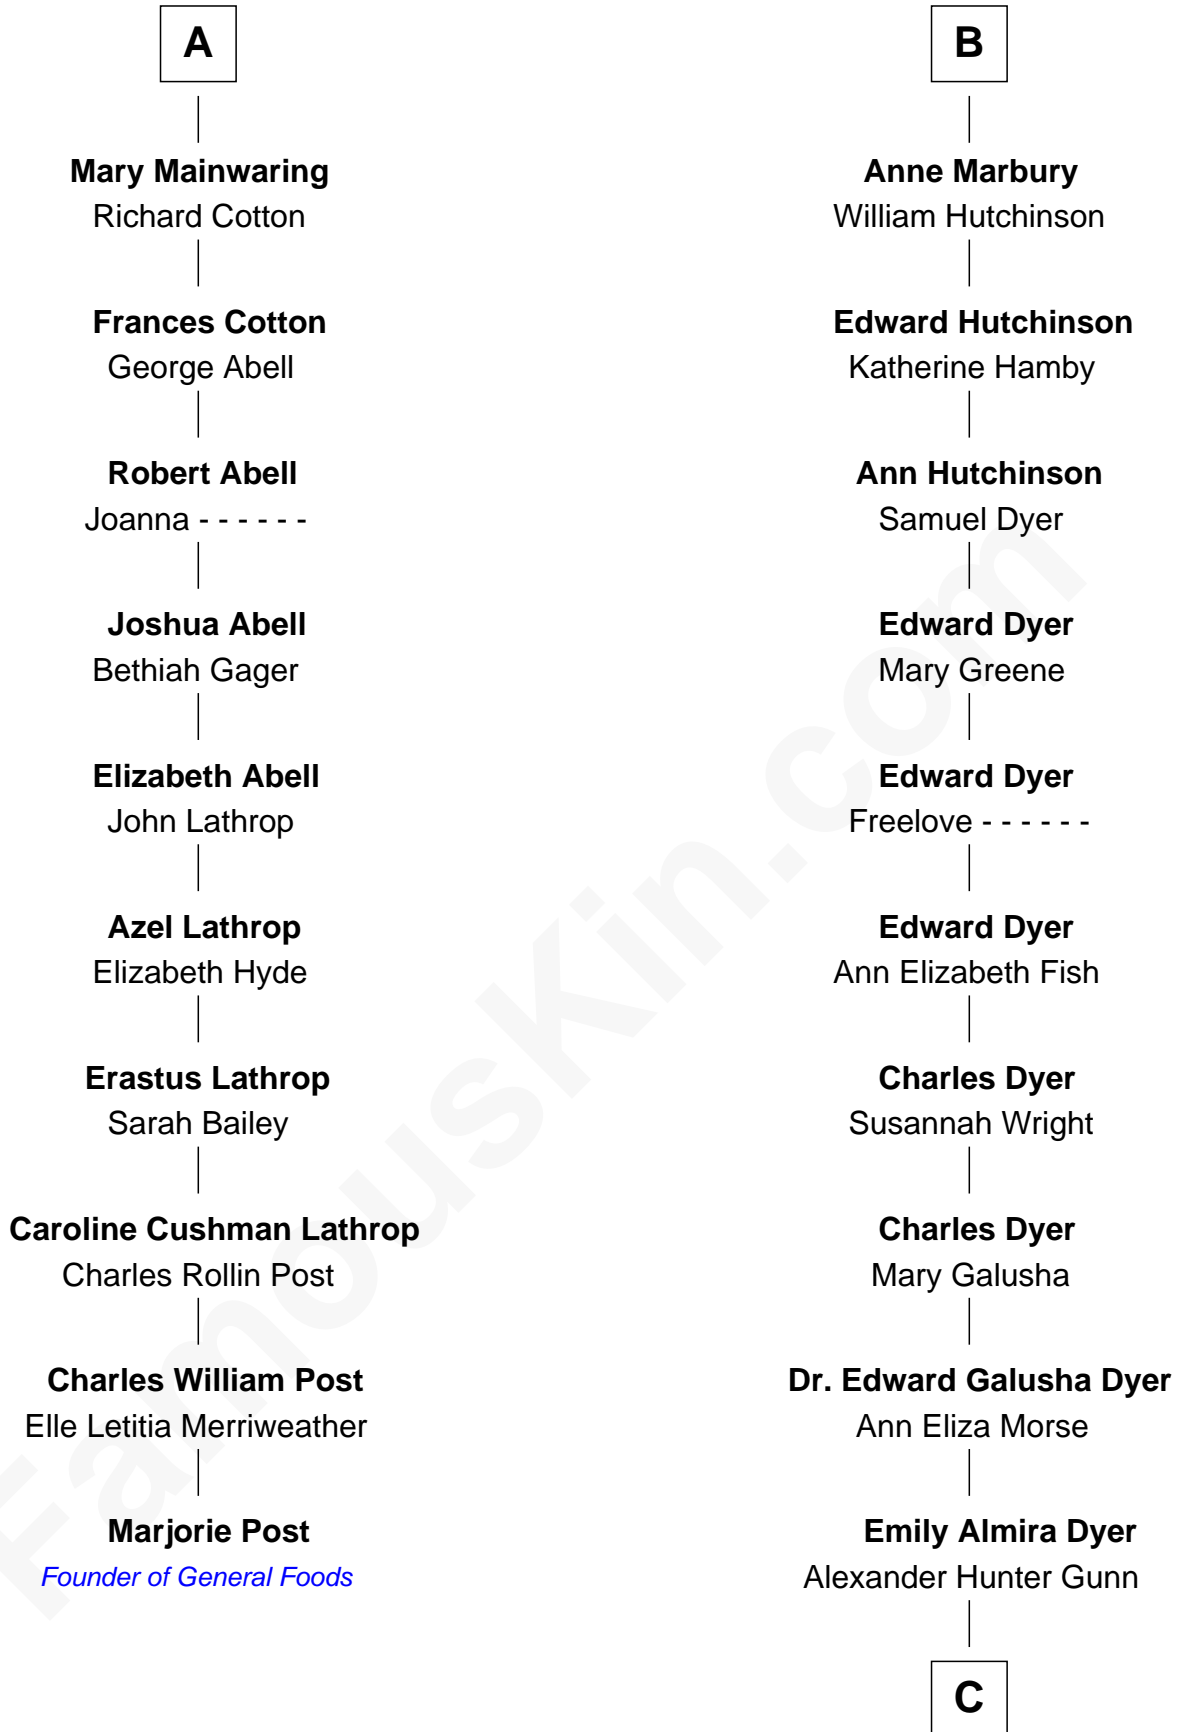 A
Mary Mainwaring
Richard Cotton
Frances Cotton
George Abell
Robert Abell
Joanna - - - - - -
Joshua Abell
Bethiah Gager
Elizabeth Abell
John Lathrop
Azel Lathrop
Elizabeth Hyde
Erastus Lathrop
Sarah Bailey
Caroline Cushman Lathrop
Charles Rollin Post
Charles William Post
Elle Letitia Merriweather
Marjorie Post
Founder of General Foods
B
Anne Marbury
William Hutchinson
Edward Hutchinson
Katherine Hamby
Ann Hutchinson
Samuel Dyer
Edward Dyer
Mary Greene
Edward Dyer
Freelove - - - - - -
Edward Dyer
Ann Elizabeth Fish
Charles Dyer
Susannah Wright
Charles Dyer
Mary Galusha
Dr. Edward Galusha Dyer
Ann Eliza Morse
Emily Almira Dyer
Alexander Hunter Gunn
C
FamousKin.com